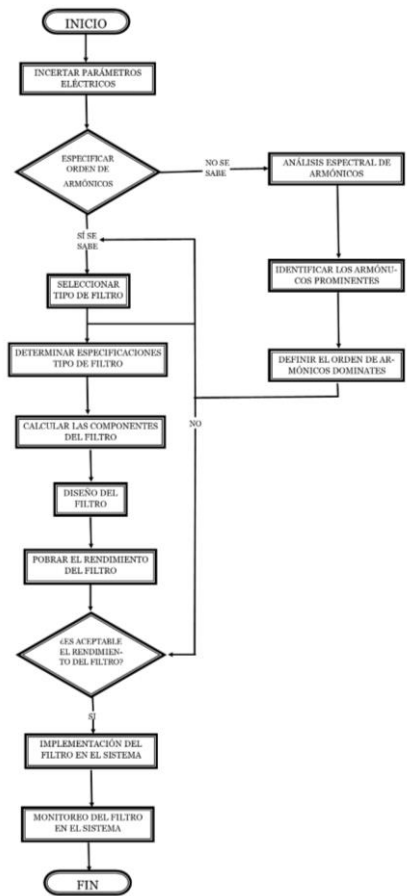 INICIO
INCERTAR PARÁMETROS
ELÉCTRICOS
ESPECIFICAR
ORDEN DE
ARMÓNICOS
NO SE
SABE
ANÁLISIS ESPECTRAL DE
ARMÓNICOS
SÍ SE
SABE
IDENTIFICAR LOS ARMÓNU-
COS PROMINENTES
SELECCIONAR
TIPO DE FILTRO
DETERMINAR ESPECIFICACIONES
TIPO DE FILTRO
DEFINIR EL ORDEN DE AR-
MÓNICOS DOMINATES
CALCULAR LAS COMPONENTES
DEL FILTRO
NO
DISEÑO DEL
FILTRO
POBRAR EL RENDIMIENTO
DEL FILTRO
¿ES ACEPTABLE
EL RENDIMIEN-
TO DEL FILTRO?
SÍ
IMPLEMENTACIÓN DEL
FILTRO EN EL SISTEMA
MONITOREO DEL FILTRO
EN EL SISTEMA
FIN